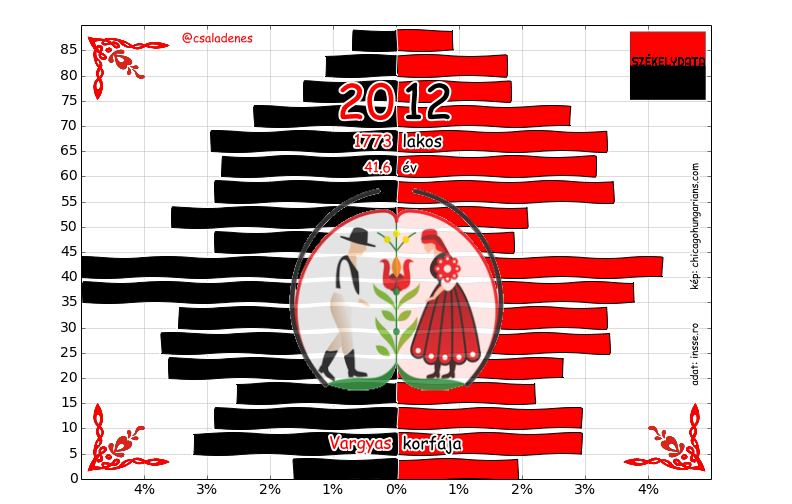 @csaladenes
SZÉKELYDATA
2012
1773 lakos
41.6 év
kép: chicagohungarians.com
adat: insse.ro
Vargyas korfája
85
80
75
70
65
60
55
50
45
40
35
30
25
20
15
10
5
0
4% 3% 2% 1% 0% 1% 2% 3% 4%